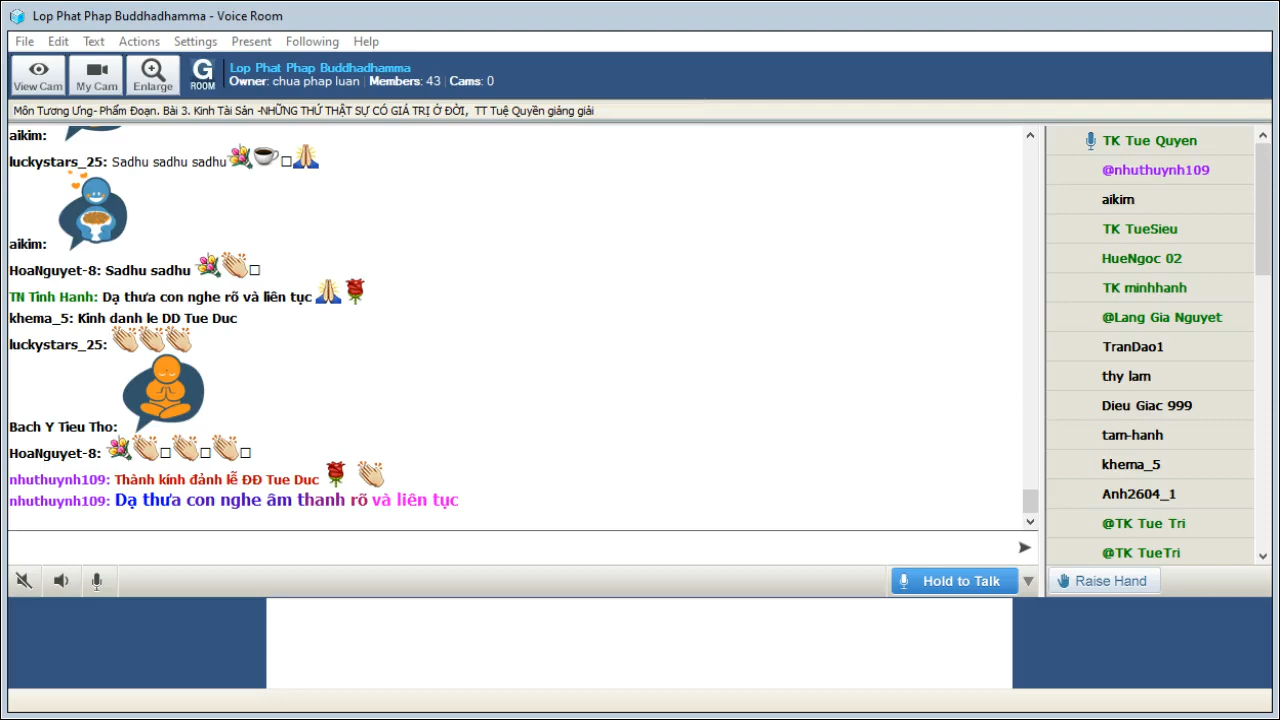 Lop Phat Phap Buddhadhamma - Voice Room
File Edit Text Actions Settings Present Following Help
View Cam My Cam Enlarge G ROOM
Lop Phat Phap Buddhadhamma
Owner: chua phap luan | Members: 43 | Cams: 0
Môn Tương Ưng- Phẩm Đoạn. Bài 3. Kinh Tài Sản -NHỮNG THỨ THẬT SỰ CÓ GIÁ TRỊ Ở ĐỜI, TT Tuệ Quyền giảng giải
aikim:
luckystars_25: Sadhu sadhu sadhu
aikim:
HoaNguyet-8: Sadhu sadhu
TN Tinh Hanh: Dạ thưa con nghe rõ và liên tục
khema_5: Kinh danh le DD Tue Duc
luckystars_25:
Bach Y Tieu Tho:
HoaNguyet-8:
nhuthuynh109: Thành kính đảnh lễ ĐĐ Tue Duc
nhuthuynh109: Dạ thưa con nghe âm thanh rõ và liên tục
TK Tue Quyen
@nhuthuynh109
aikim
TK TueSieu
HueNgoc 02
TK minhhanh
@Lang Gia Nguyet
TranDao1
thy lam
Dieu Giac 999
tam-hanh
khema_5
Anh2604_1
@TK Tue Tri
@TK TueTri
Hold to Talk
Raise Hand